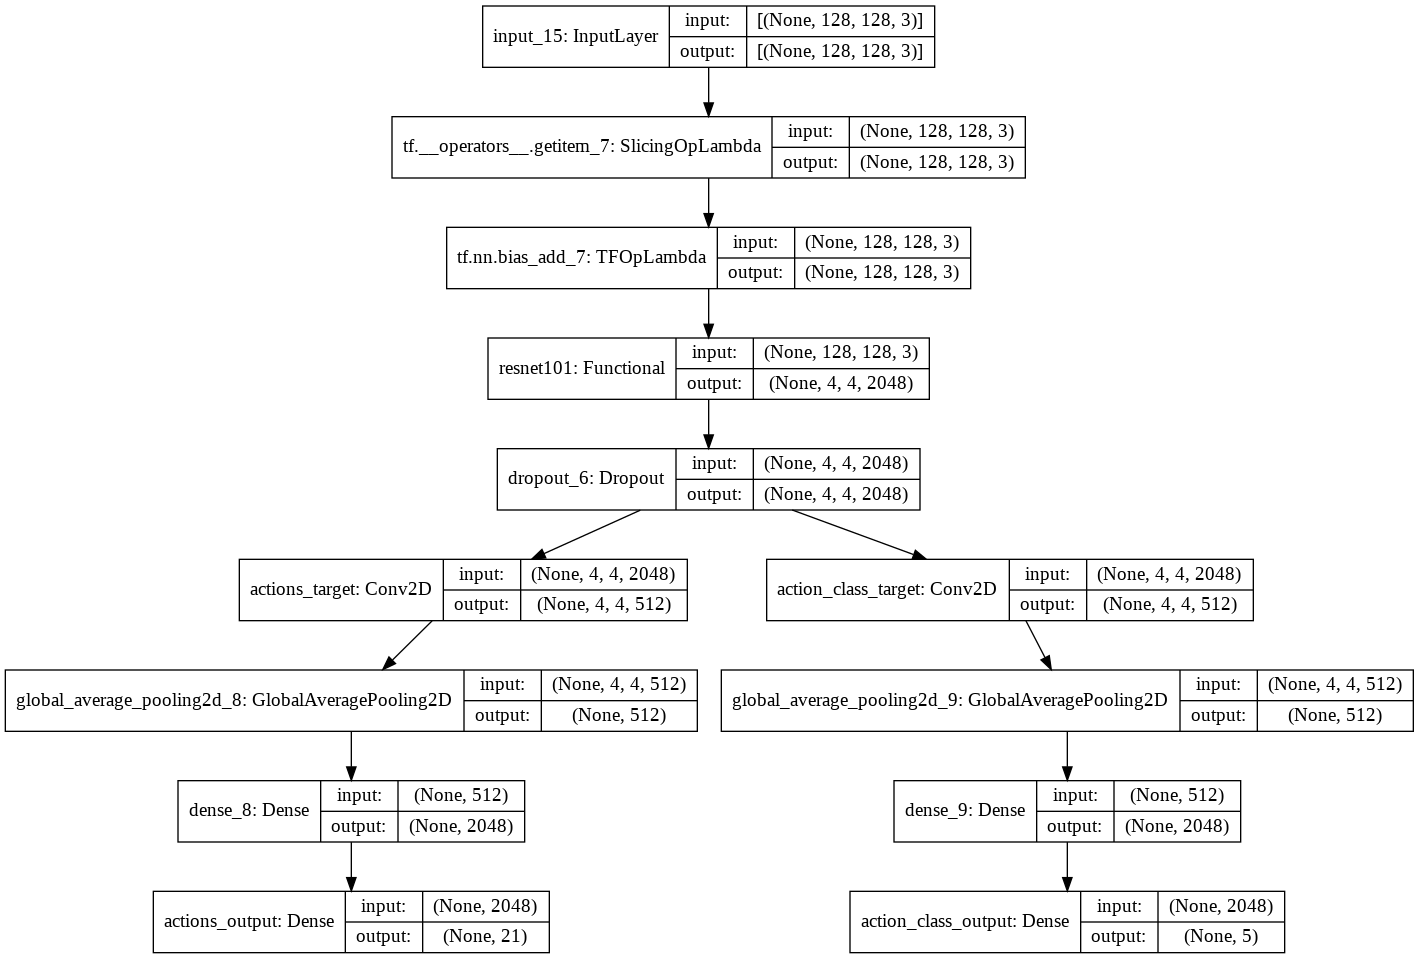 input_15: InputLayer
input: [(None, 128, 128, 3)]
output: [(None, 128, 128, 3)]
tf.__operators__.getitem_7: SlicingOpLambda
input: (None, 128, 128, 3)
output: (None, 128, 128, 3)
tf.nn.bias_add_7: TFOpLambda
input: (None, 128, 128, 3)
output: (None, 128, 128, 3)
resnet101: Functional
input: (None, 128, 128, 3)
output: (None, 4, 4, 2048)
dropout_6: Dropout
input: (None, 4, 4, 2048)
output: (None, 4, 4, 2048)
actions_target: Conv2D
input: (None, 4, 4, 2048)
output: (None, 4, 4, 512)
action_class_target: Conv2D
input: (None, 4, 4, 2048)
output: (None, 4, 4, 512)
global_average_pooling2d_8: GlobalAveragePooling2D
input: (None, 4, 4, 512)
output: (None, 512)
global_average_pooling2d_9: GlobalAveragePooling2D
input: (None, 4, 4, 512)
output: (None, 512)
dense_8: Dense
input: (None, 512)
output: (None, 2048)
dense_9: Dense
input: (None, 512)
output: (None, 2048)
actions_output: Dense
input: (None, 2048)
output: (None, 21)
action_class_output: Dense
input: (None, 2048)
output: (None, 5)